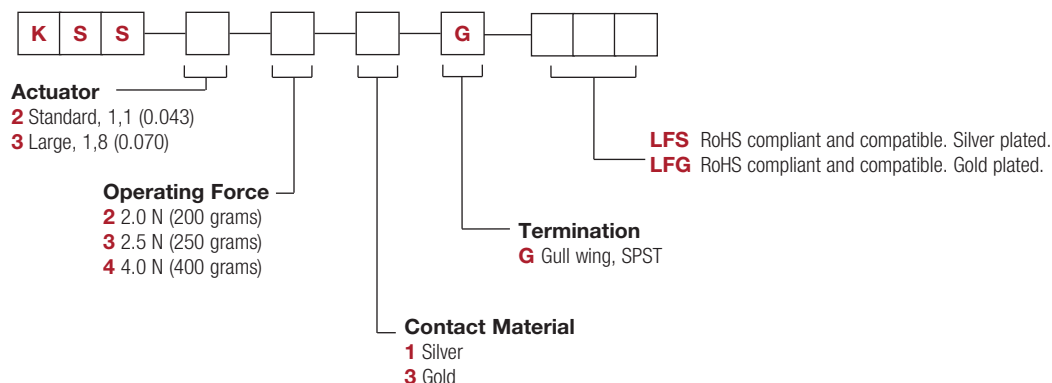 K S S G
Actuator
2 Standard, 1,1 (0.043)
3 Large, 1,8 (0.070)
LFS RoHS compliant and compatible. Silver plated.
LFG RoHS compliant and compatible. Gold plated.
Operating Force
2 2.0 N (200 grams)
3 2.5 N (250 grams)
4 4.0 N (400 grams)
Termination
G Gull wing, SPST
Contact Material
1 Silver
3 Gold